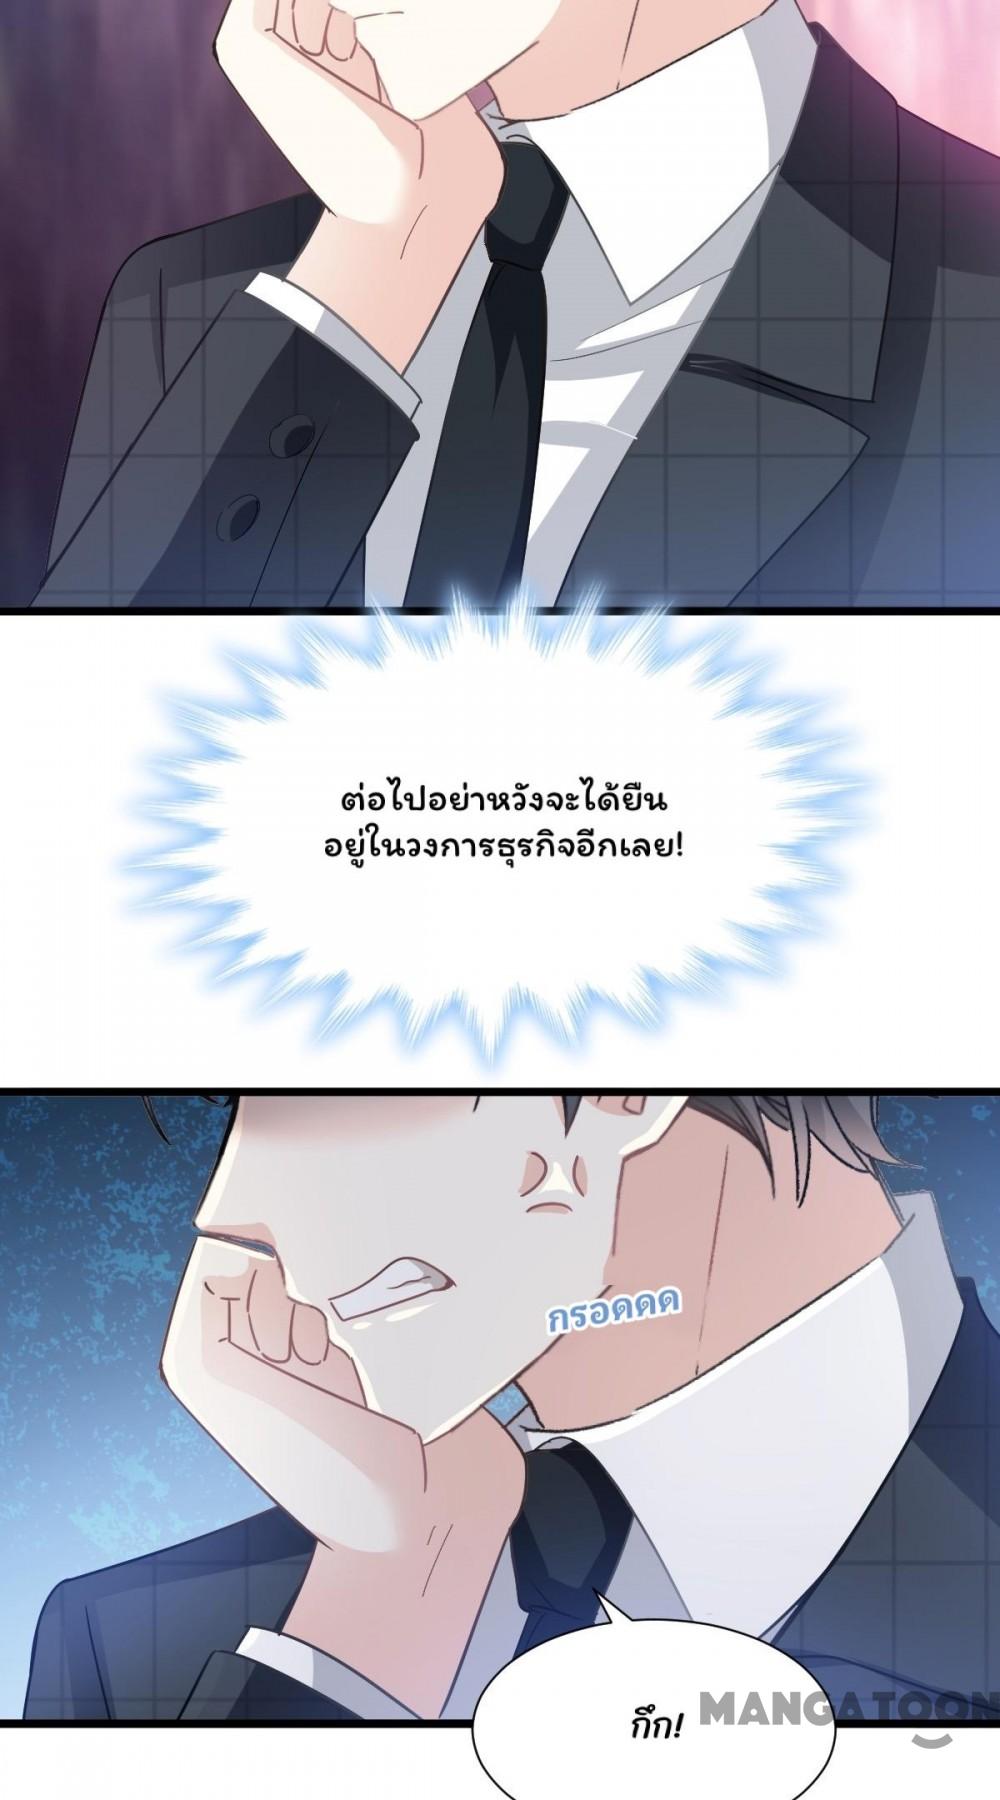 ต่อไปอย่าหวังจะได้ยืน
อยู่ในวงการธุรกิจอีกเลย!
กรอดดด
กึก!
MANGATOON